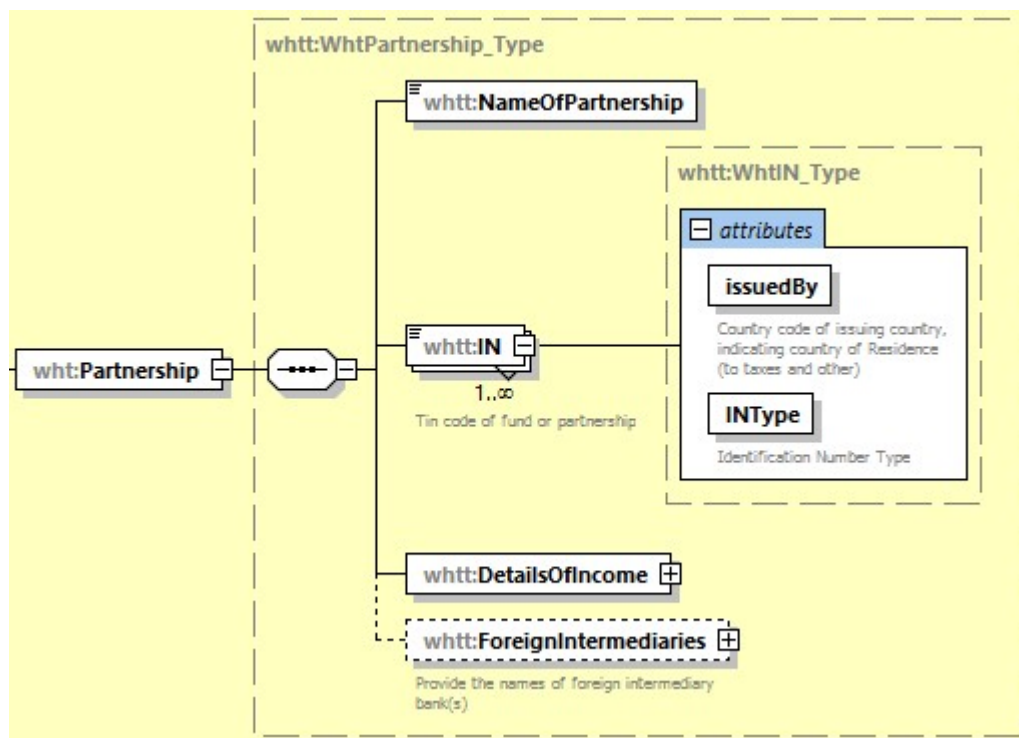 whtt:WhtPartnership_Type
whtt:NameOfPartnership
whtt:WhtIN_Type
attributes
issuedBy
Country code of issuing country,
indicating country of Residence
(to taxes and other)
whtt:IN
1..∞
Tin code of fund or partnership
wht:Partnership
INType
Identification Number Type
whtt:DetailsOfIncome
whtt:ForeignIntermediaries
Provide the names of foreign intermediary
bank(s)